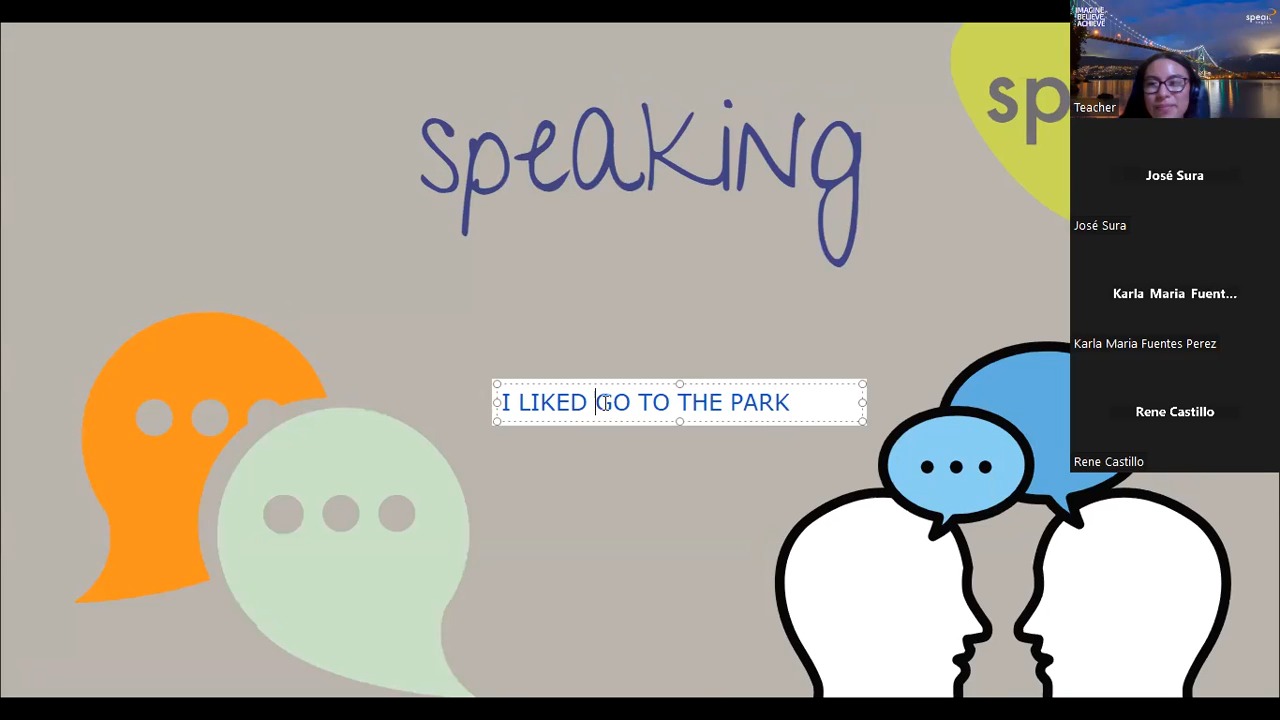 IMAGINE
BELIEVE
ACHIEVE
speak
Teacher
speaking
sp
José Sura
José Sura
Karla Maria Fuent...
Karla Maria Fuentes Perez
I LIKED GO TO THE PARK
Rene Castillo
Rene Castillo